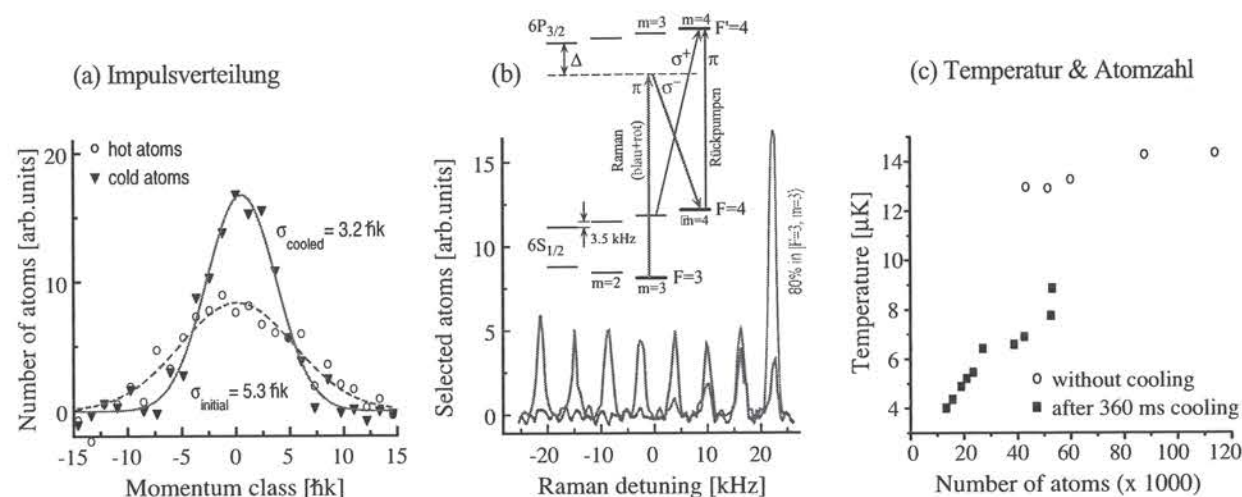 (a) Impulsverteilung
hot atoms
cold atoms
σcooled = 3.2 ħk
σinitial = 5.3 ħk
Number of atoms [arb.units]
20
10
0
-15 -10 -5 0 5 10 15
Momentum class [ħk]
(b)
6P3/2
m=3
m=4
F'=4
Δ
σ+
π
π
σ−
Raman
(blau+rot)
Rückpumpen
3.5 kHz
m=4
F=4
6S1/2
m=2
m=3
F=3
80% in |F=3, m=3⟩
Selected atoms [arb.units]
15
10
5
0
-20 -10 0 10 20
Raman detuning [kHz]
(c) Temperatur & Atomzahl
Temperature [μK]
14
12
10
8
6
4
without cooling
after 360 ms cooling
0 20 40 60 80 100 120
Number of atoms (x 1000)